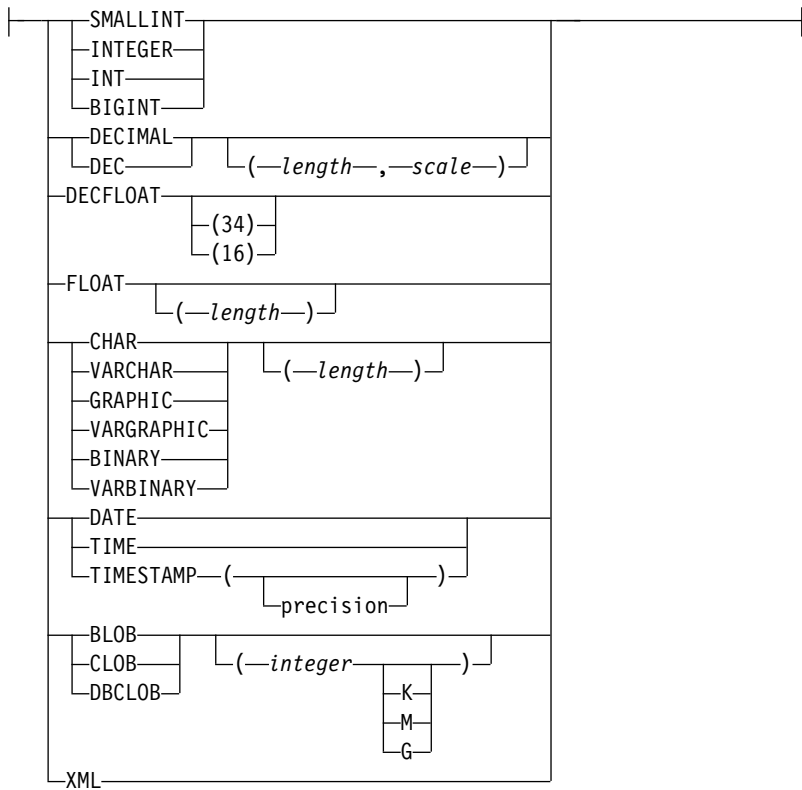 SMALLINT
INTEGER
INT
BIGINT
DECIMAL
DEC
( length , scale )
DECFLOAT
(34)
(16)
FLOAT
( length )
CHAR
VARCHAR
( length )
GRAPHIC
VARGRAPHIC
BINARY
VARBINARY
DATE
TIME
TIMESTAMP ( )
precision
BLOB
CLOB
( integer )
DBCLOB
K
M
G
XML